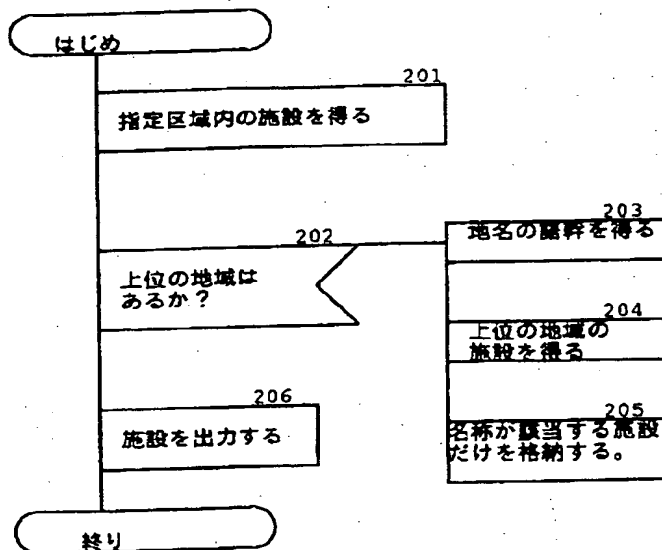 はじめ
201
指定区域内の施設を得る
202
上位の地域は
あるか？
203
地名の語幹を得る
204
上位の地域の
施設を得る
205
名称が該当する施設
だけを格納する。
206
施設を出力する
終り